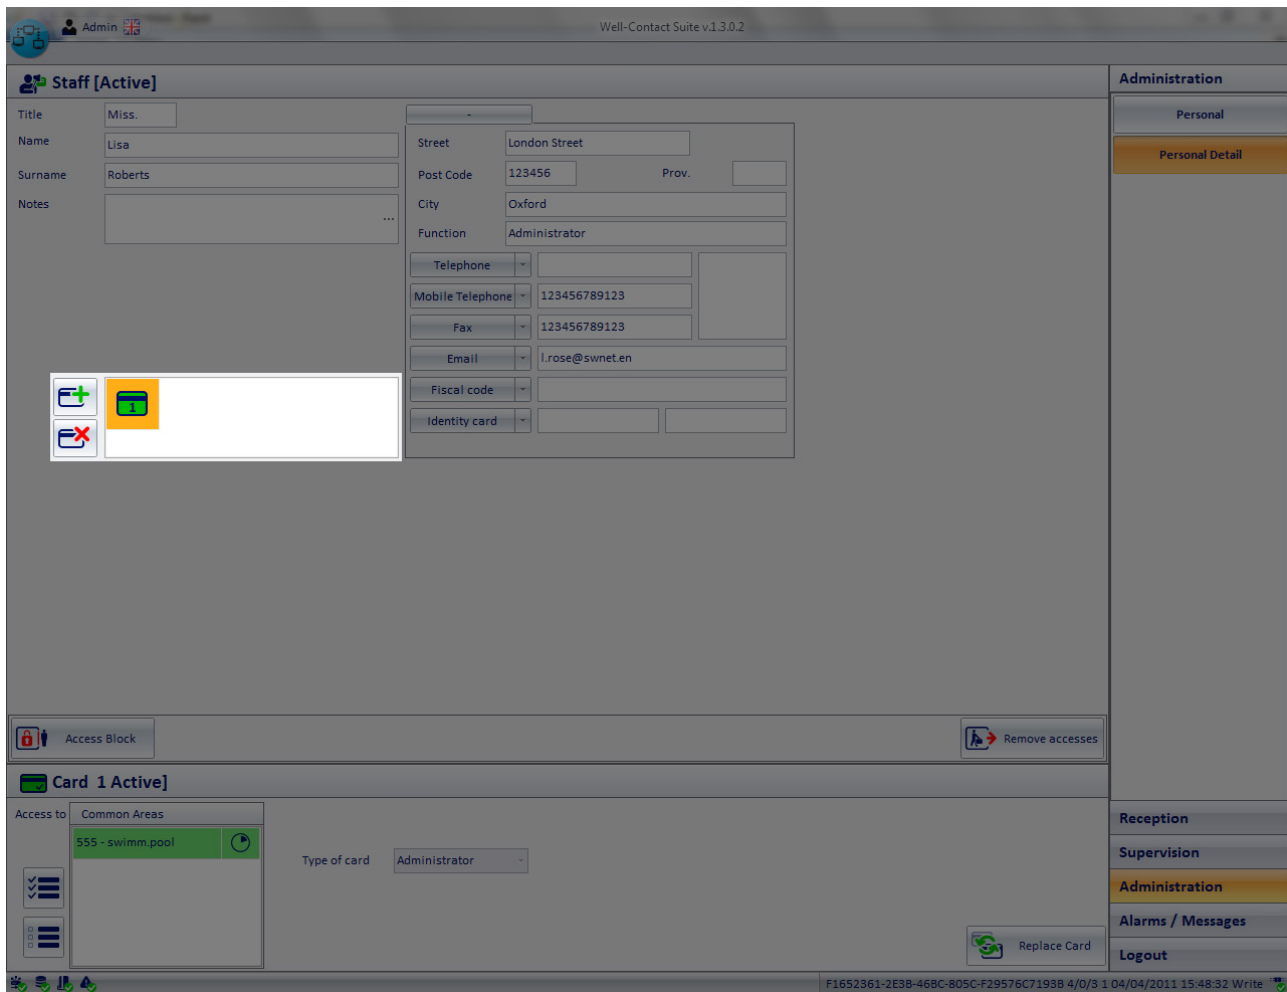 Admin
Well-Contact Suite v.1.3.0.2
Staff [Active]
Title Miss.
Name Lisa
Surname Roberts
Notes ...
-
Street London Street
Post Code 123456 Prov.
City Oxford
Function Administrator
Telephone
Mobile Telephone 123456789123
Fax 123456789123
Email l.rose@swnet.en
Fiscal code
Identity card
1
Access Block
Remove accesses
Card 1 Active]
Access to
Common Areas
555 - swimm.pool
Type of card Administrator
Replace Card
Administration
Personal
Personal Detail
Reception
Supervision
Administration
Alarms / Messages
Logout
F1652361-2E3B-468C-805C-F29576C7193B 4/0/3 1 04/04/2011 15:48:32 Write